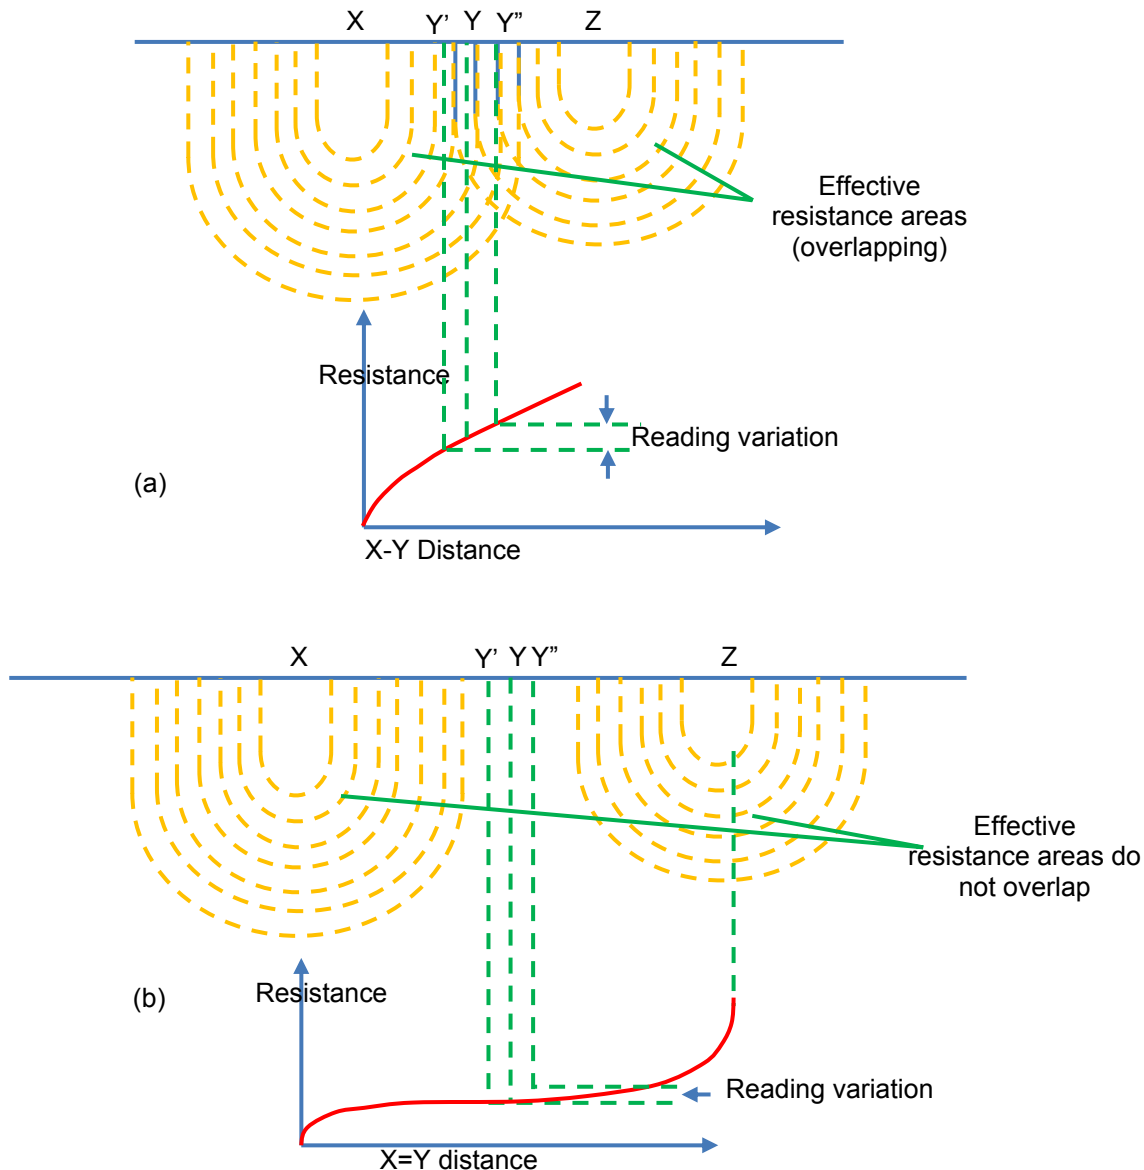 X Y’ Y Y” Z
Effective
resistance areas
(overlapping)
Resistance
Reading variation
(a)
X-Y Distance
X Y’ Y Y” Z
Effective
resistance areas do
not overlap
(b)
Resistance
Reading variation
X=Y distance